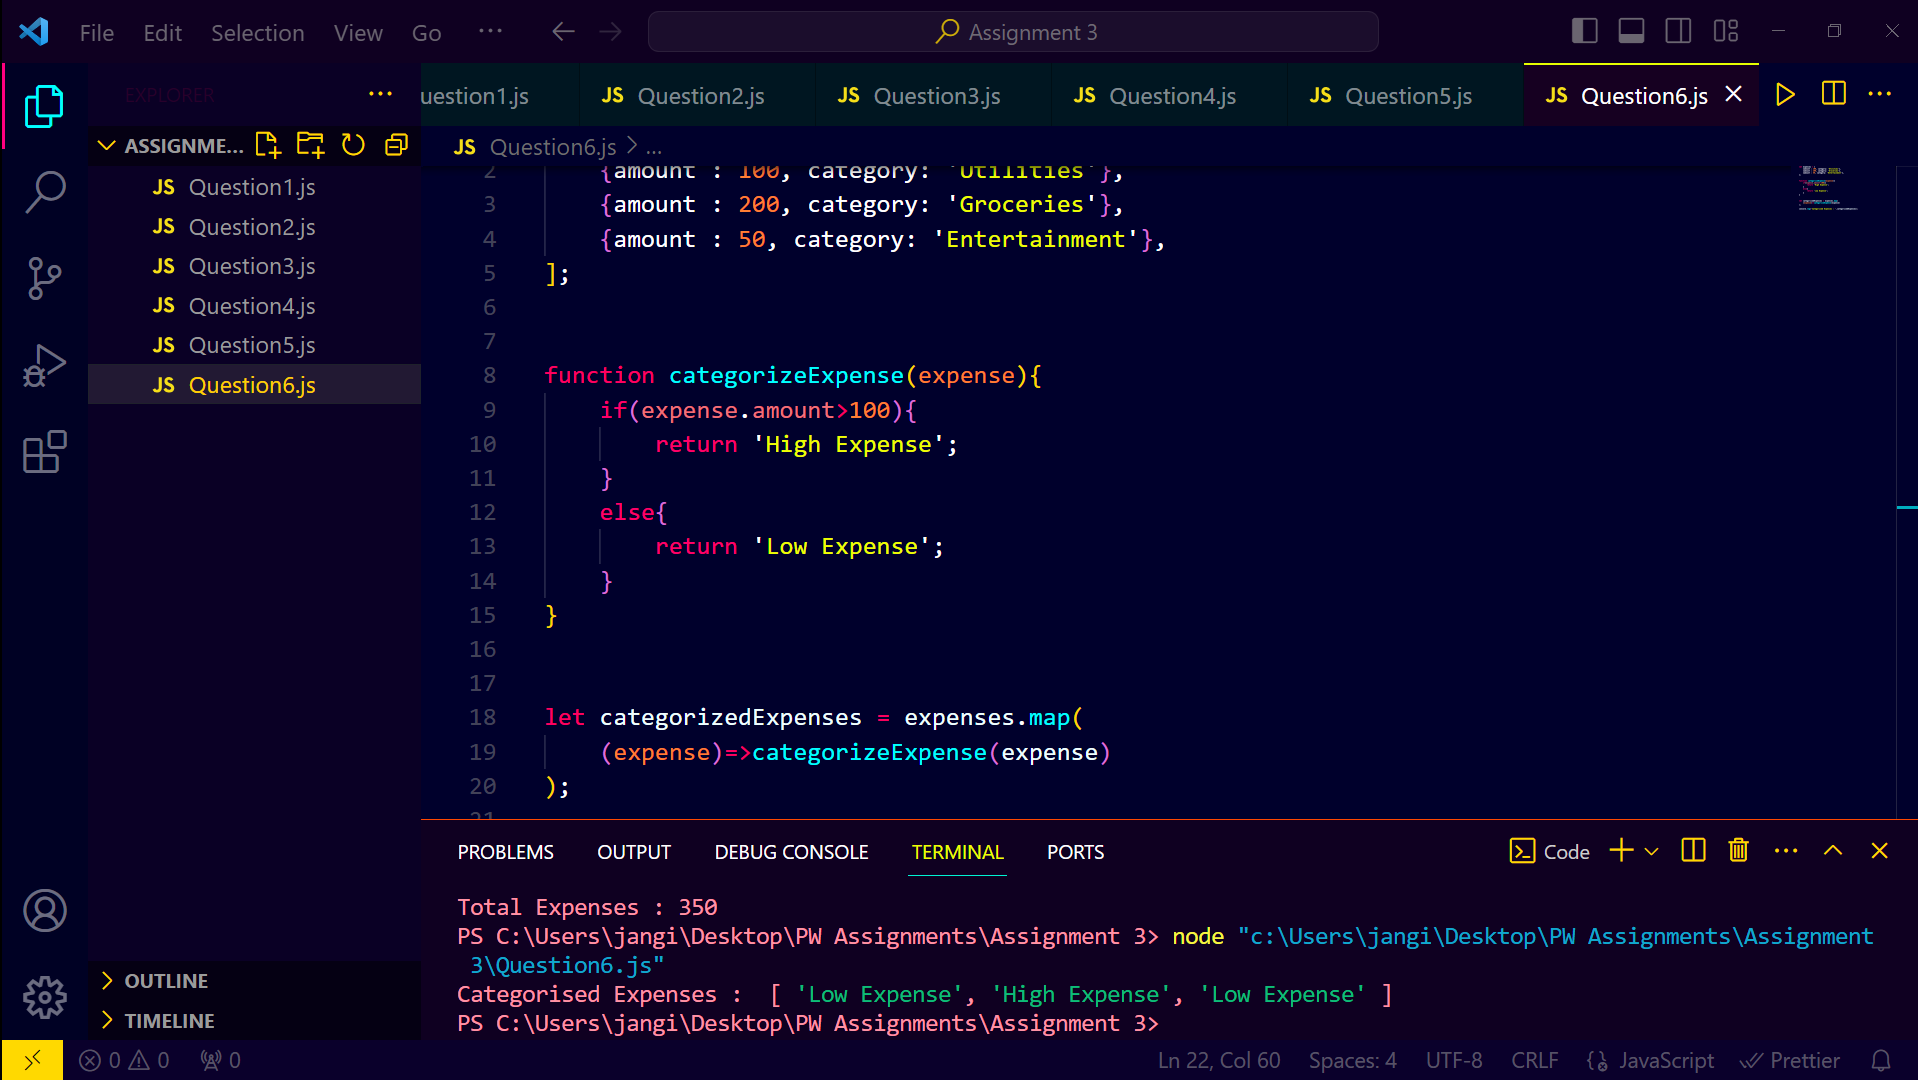 File Edit Selection View Go ... Assignment 3
EXPLORER ...
uestion1.js JS Question2.js JS Question3.js JS Question4.js JS Question5.js JS Question6.js
ASSIGNME...
JS Question6.js > ...
JS Question1.js
JS Question2.js
JS Question3.js
JS Question4.js
JS Question5.js
JS Question6.js
2 {amount : 100, category: 'Utilities'},
3 {amount : 200, category: 'Groceries'},
4 {amount : 50, category: 'Entertainment'},
5 ];
6
7
8 function categorizeExpense(expense){
9 if(expense.amount>100){
10 return 'High Expense';
11 }
12 else{
13 return 'Low Expense';
14 }
15 }
16
17
18 let categorizedExpenses = expenses.map(
19 (expense)=>categorizeExpense(expense)
20 );
21
PROBLEMS OUTPUT DEBUG CONSOLE TERMINAL PORTS Code
Total Expenses : 350
PS C:\Users\jangi\Desktop\PW Assignments\Assignment 3> node "c:\Users\jangi\Desktop\PW Assignments\Assignment
3\Question6.js"
Categorised Expenses :  [ 'Low Expense', 'High Expense', 'Low Expense' ]
PS C:\Users\jangi\Desktop\PW Assignments\Assignment 3>
OUTLINE
TIMELINE
0 0 0 Ln 22, Col 60 Spaces: 4 UTF-8 CRLF JavaScript Prettier